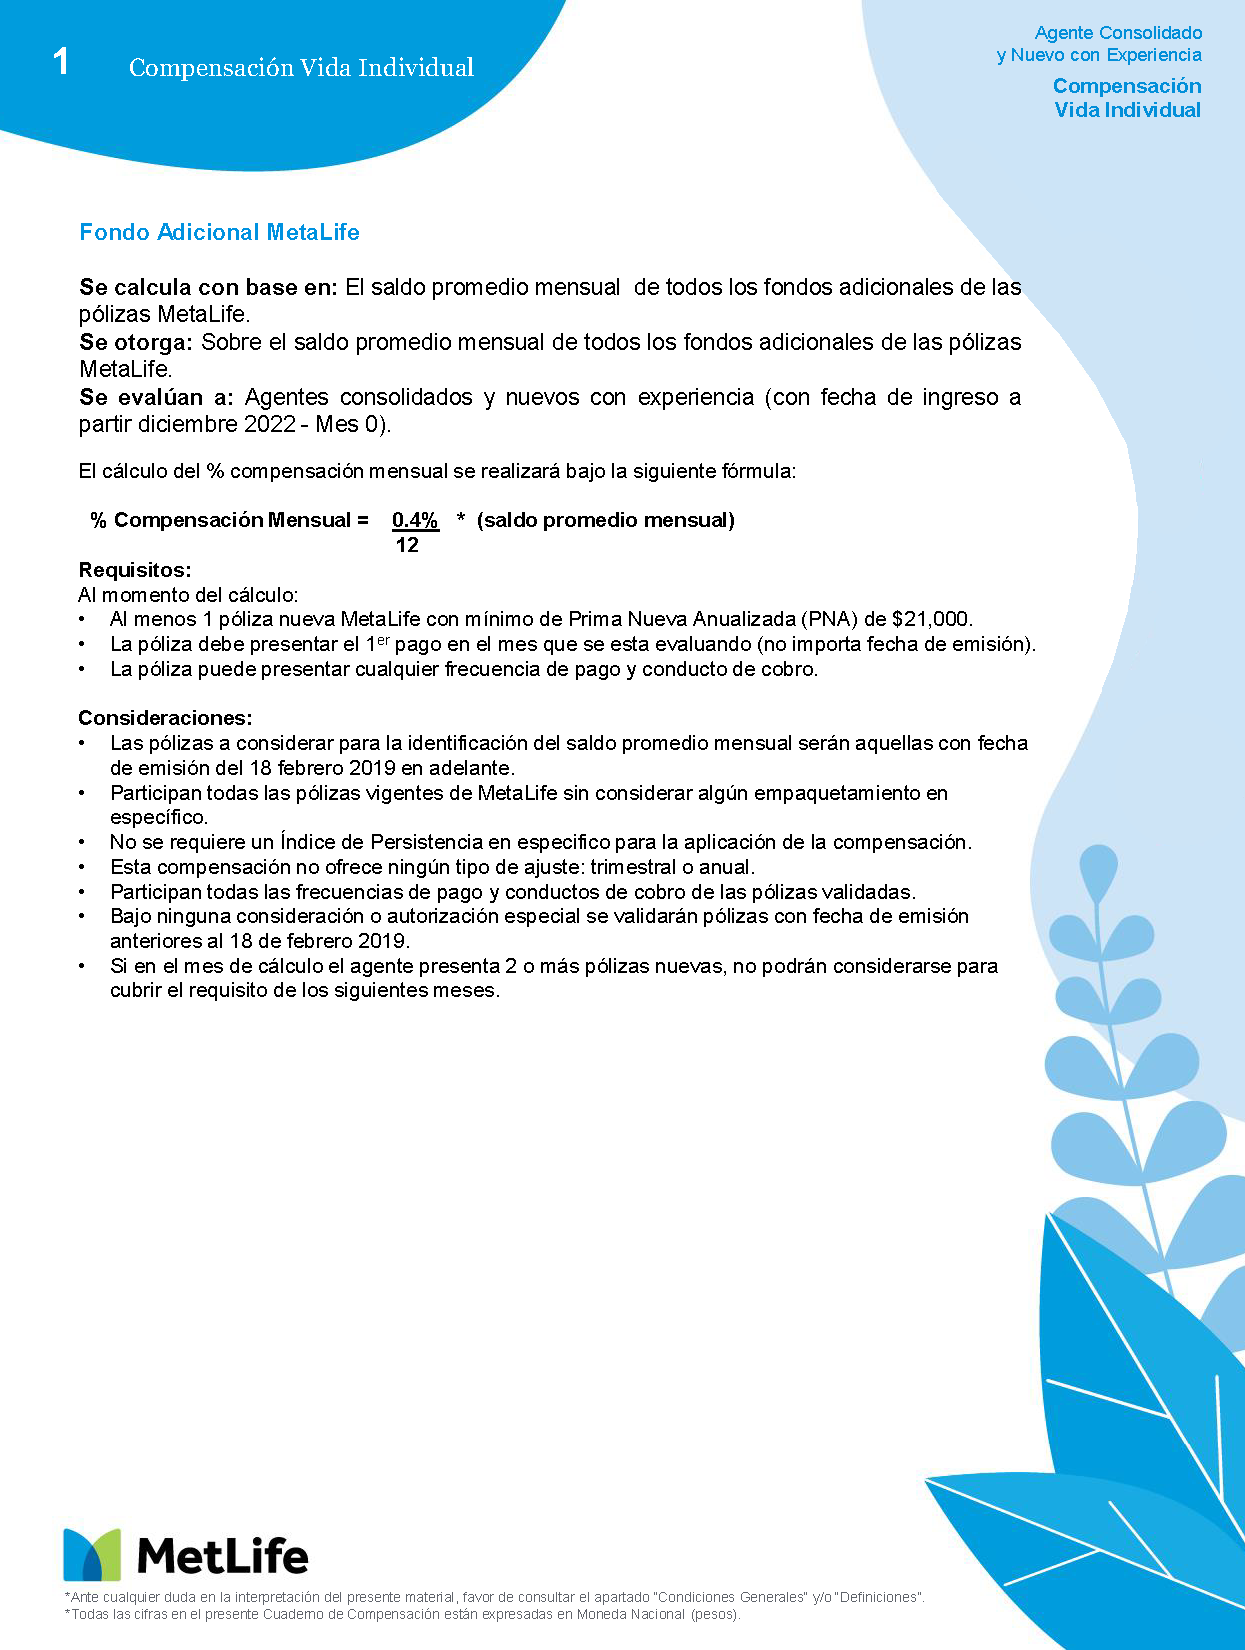 1
Compensación Vida Individual
Agente Consolidado
y Nuevo con Experiencia
Compensación
Vida Individual
Fondo Adicional MetaLife
Se calcula con base en: El saldo promedio mensual de todos los fondos adicionales de las
pólizas MetaLife.
Se otorga: Sobre el saldo promedio mensual de todos los fondos adicionales de las pólizas
MetaLife.
Se evalúan a: Agentes consolidados y nuevos con experiencia (con fecha de ingreso a
partir diciembre 2022 - Mes 0).
El cálculo del % compensación mensual se realizará bajo la siguiente fórmula:
% Compensación Mensual = 0.4% * (saldo promedio mensual)
12
Requisitos:
Al momento del cálculo:
• Al menos 1 póliza nueva MetaLife con mínimo de Prima Nueva Anualizada (PNA) de $21,000.
• La póliza debe presentar el 1er pago en el mes que se esta evaluando (no importa fecha de emisión).
• La póliza puede presentar cualquier frecuencia de pago y conducto de cobro.
Consideraciones:
• Las pólizas a considerar para la identificación del saldo promedio mensual serán aquellas con fecha
de emisión del 18 febrero 2019 en adelante.
• Participan todas las pólizas vigentes de MetaLife sin considerar algún empaquetamiento en
específico.
• No se requiere un Índice de Persistencia en especifico para la aplicación de la compensación.
• Esta compensación no ofrece ningún tipo de ajuste: trimestral o anual.
• Participan todas las frecuencias de pago y conductos de cobro de las pólizas validadas.
• Bajo ninguna consideración o autorización especial se validarán pólizas con fecha de emisión
anteriores al 18 de febrero 2019.
• Si en el mes de cálculo el agente presenta 2 o más pólizas nuevas, no podrán considerarse para
cubrir el requisito de los siguientes meses.
MetLife
*Ante cualquier duda en la interpretación del presente material, favor de consultar el apartado "Condiciones Generales" y/o "Definiciones".
*Todas las cifras en el presente Cuaderno de Compensación están expresadas en Moneda Nacional (pesos).